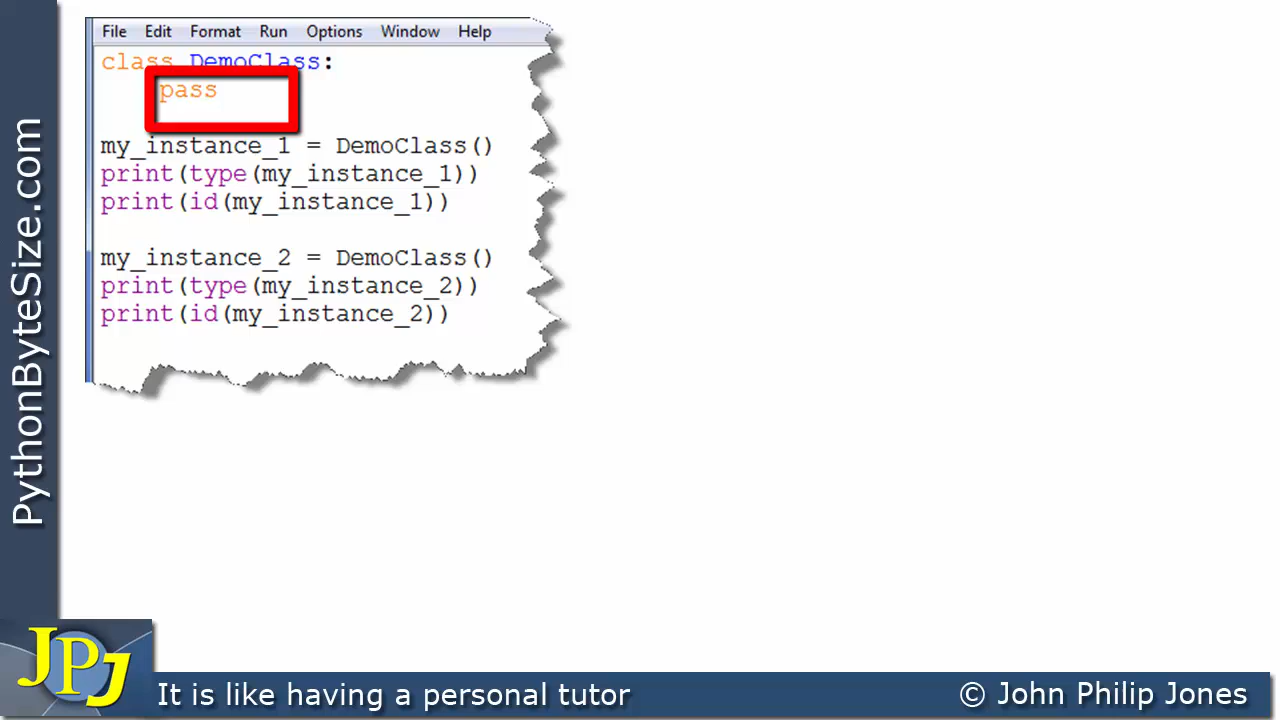 File Edit Format Run Options Window Help
class DemoClass:
    pass
my_instance_1 = DemoClass()
print(type(my_instance_1))
print(id(my_instance_1))
my_instance_2 = DemoClass()
print(type(my_instance_2))
print(id(my_instance_2))
PythonByteSize.com
JPJ
It is like having a personal tutor
© John Philip Jones